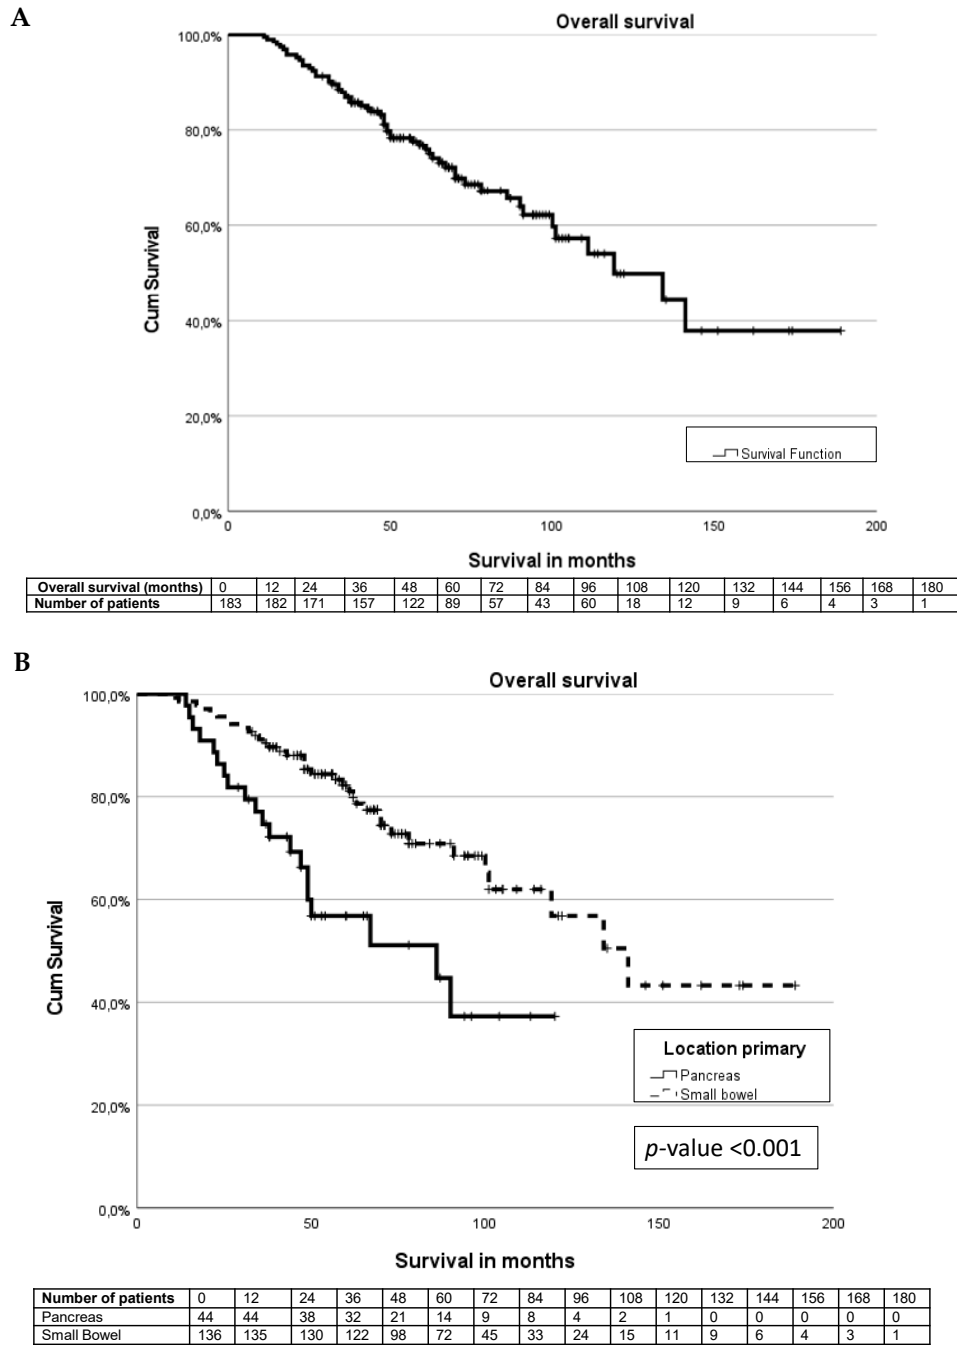 A
Overall survival
100,0%
80,0%
60,0%
40,0%
20,0%
0,0%
Cum Survival
Survival Function
0 50 100 150 200
Survival in months
Overall survival (months) 0 12 24 36 48 60 72 84 96 108 120 132 144 156 168 180
Number of patients 183 182 171 157 122 89 57 43 60 18 12 9 6 4 3 1
B
Overall survival
100,0%
80,0%
60,0%
40,0%
20,0%
0,0%
Cum Survival
Location primary
Pancreas
Small bowel
p-value <0.001
0 50 100 150 200
Survival in months
Number of patients 0 12 24 36 48 60 72 84 96 108 120 132 144 156 168 180
Pancreas 44 44 38 32 21 14 9 8 4 2 1 0 0 0 0 0
Small Bowel 136 135 130 122 98 72 45 33 24 15 11 9 6 4 3 1